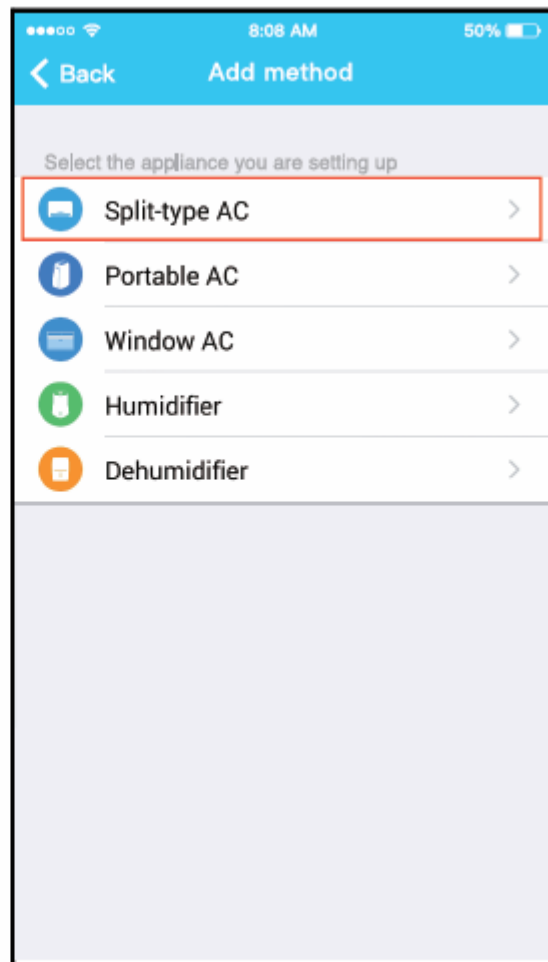 8:08 AM 50%
Back Add method
Select the appliance you are setting up
Split-type AC
Portable AC
Window AC
Humidifier
Dehumidifier